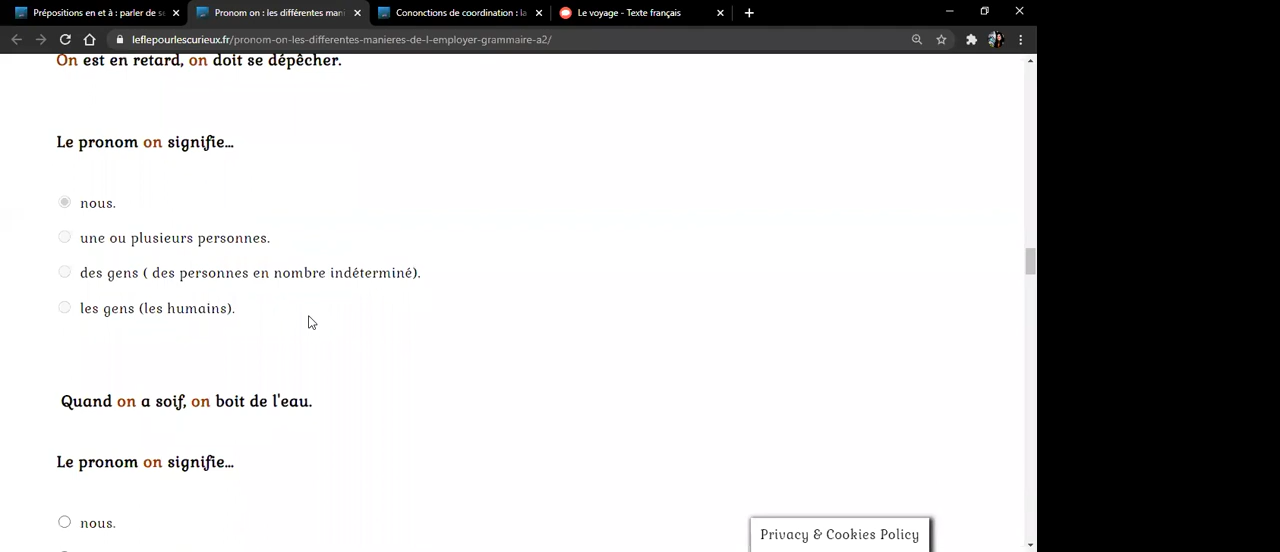 Prépositions en et à : parler de se
Pronom on : les différentes mani
Cononctions de coordination : la
Le voyage - Texte français
leflepourlescurieux.fr/pronom-on-les-differentes-manieres-de-l-employer-grammaire-a2/
On est en retard, on doit se dépêcher.
Le pronom on signifie...
nous.
une ou plusieurs personnes.
des gens ( des personnes en nombre indéterminé).
les gens (les humains).
Quand on a soif, on boit de l'eau.
Le pronom on signifie...
nous.
Privacy & Cookies Policy